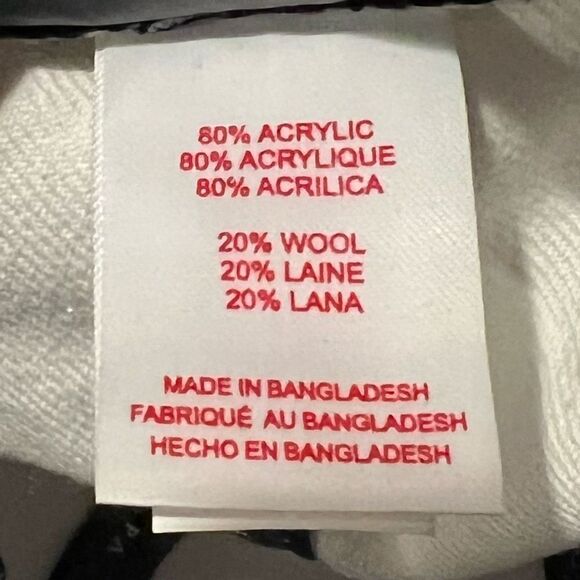 80% ACRYLIC
80% ACRYLIQUE
80% ACRILICA
20% WOOL
20% LAINE
20% LANA
MADE IN BANGLADESH
FABRIQUÉ AU BANGLADESH
HECHO EN BANGLADESH